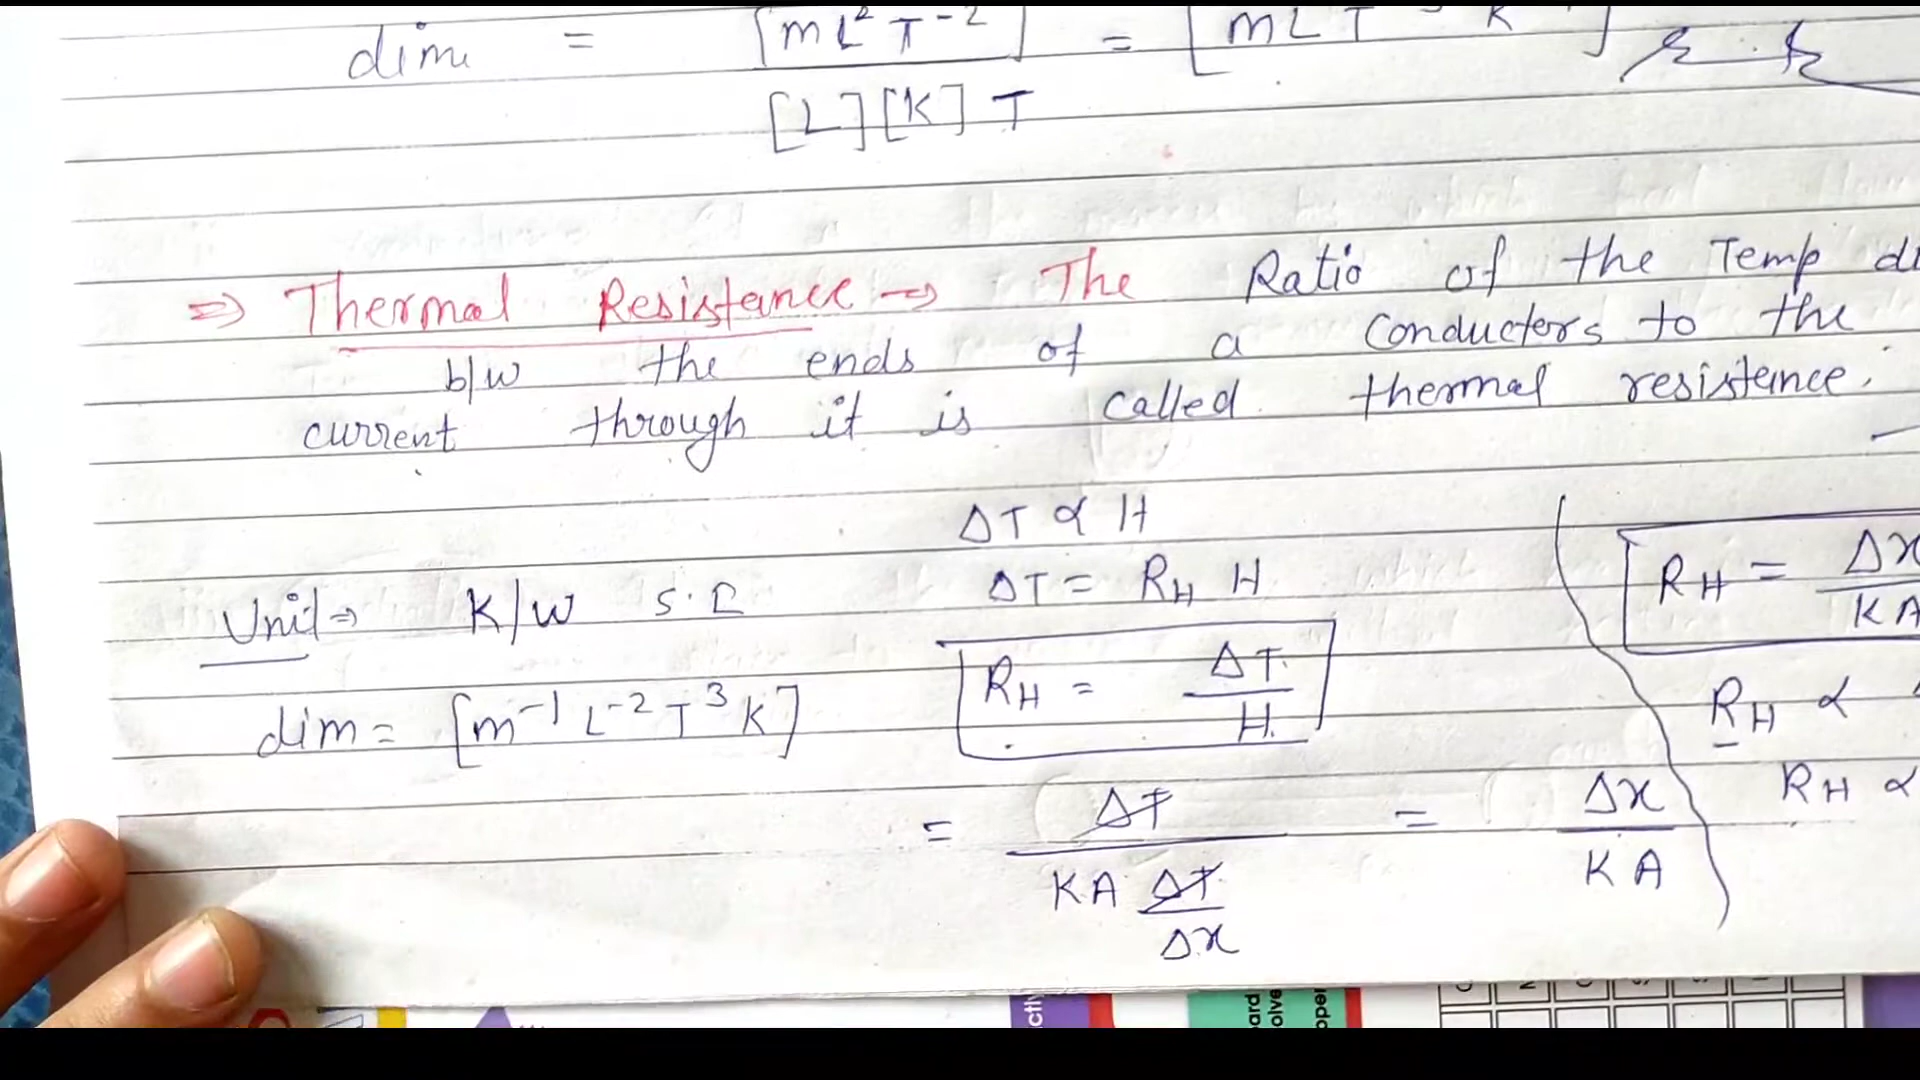 dim = [mL² T⁻²] = [mLT K]
[L][K] T
⇒ Thermal Resistance → The Ratio of the Temp
b/w the ends of a conductors to the
current through it is called thermal resistance.
ΔT ∝ H
ΔT = R_H H
Unit ⇒ K/W S.I
R_H = ΔT/H
dim = [m⁻¹ L⁻² T³ K]
= ΔT/(KA ΔT/Δx) = Δx/KA
R_H = Δx/KA
R_H ∝
R_H ∝